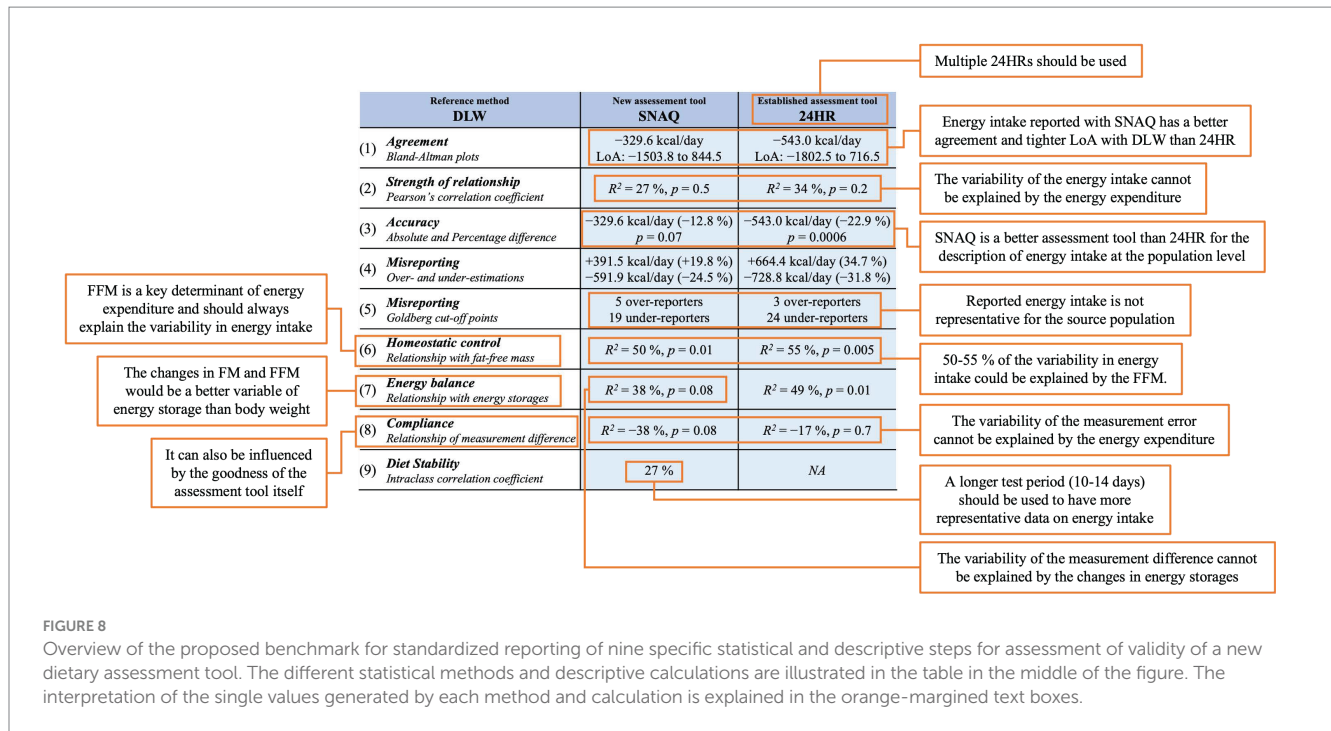 Multiple 24HRs should be used
Reference method
DLW
New assessement tool
SNAQ
Established assessment tool
24HR
(1) Agreement
Bland-Altman plots
−329.6 kcal/day
LoA: −1503.8 to 844.5
−543.0 kcal/day
LoA: −1802.5 to 716.5
Energy intake reported with SNAQ has a better
agreement and tighter LoA with DLW than 24HR
(2) Strength of relationship
Pearson's correlation coefficient
R² = 27 %, p = 0.5
R² = 34 %, p = 0.2
The variability of the energy intake cannot
be explained by the energy expenditure
(3) Accuracy
Absolute and Percentage difference
−329.6 kcal/day (−12.8 %)
p = 0.07
−543.0 kcal/day (−22.9 %)
p = 0.0006
SNAQ is a better assessment tool than 24HR for the
description of energy intake at the population level
(4) Misreporting
Over- and under-estimations
+391.5 kcal/day (+19.8 %)
−591.9 kcal/day (−24.5 %)
+664.4 kcal/day (34.7 %)
−728.8 kcal/day (−31.8 %)
FFM is a key determinant of energy
expenditure and should always
explain the variability in energy intake
(5) Misreporting
Goldberg cut-off points
5 over-reporters
19 under-reporters
3 over-reporters
24 under-reporters
Reported energy intake is not
representative for the source population
(6) Homeostatic control
Relationship with fat-free mass
R² = 50 %, p = 0.01
R² = 55 %, p = 0.005
50-55 % of the variability in energy
intake could be explained by the FFM.
The changes in FM and FFM
would be a better variable of
energy storage than body weight
(7) Energy balance
Relationship with energy storages
R² = 38 %, p = 0.08
R² = 49 %, p = 0.01
(8) Compliance
Relationship of measurement difference
R² = −38 %, p = 0.08
R² = −17 %, p = 0.7
The variability of the measurement error
cannot be explained by the energy expenditure
It can also be influenced
by the goodness of the
assessment tool itself
(9) Diet Stability
Intraclass correlation coefficient
27 %
NA
A longer test period (10-14 days)
should be used to have more
representative data on energy intake
The variability of the measurement difference cannot
be explained by the changes in energy storages
FIGURE 8
Overview of the proposed benchmark for standardized reporting of nine specific statistical and descriptive steps for assessment of validity of a new
dietary assessment tool. The different statistical methods and descriptive calculations are illustrated in the table in the middle of the figure. The
interpretation of the single values generated by each method and calculation is explained in the orange-margined text boxes.